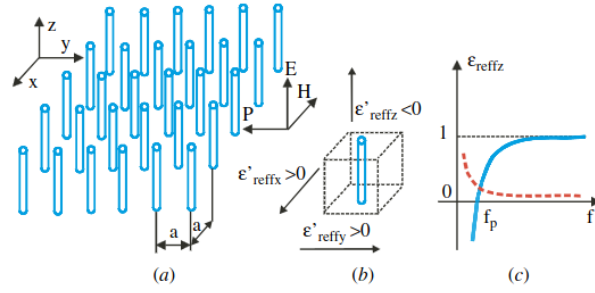 z
y
x
E
H
P
a
a
(a)
ε'reffz<0
ε'reffx>0
ε'reffy>0
(b)
εreffz
1
0
fp
f
(c)